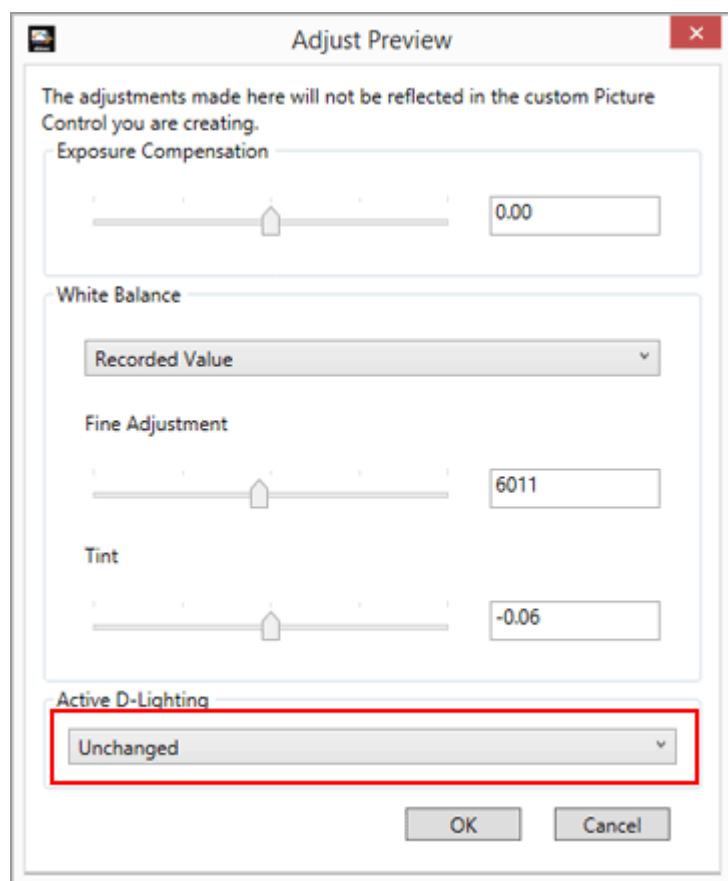 Adjust Preview
The adjustments made here will not be reflected in the custom Picture
Control you are creating.
Exposure Compensation
0.00
White Balance
Recorded Value
Fine Adjustment
6011
Tint
-0.06
Active D-Lighting
Unchanged
OK Cancel